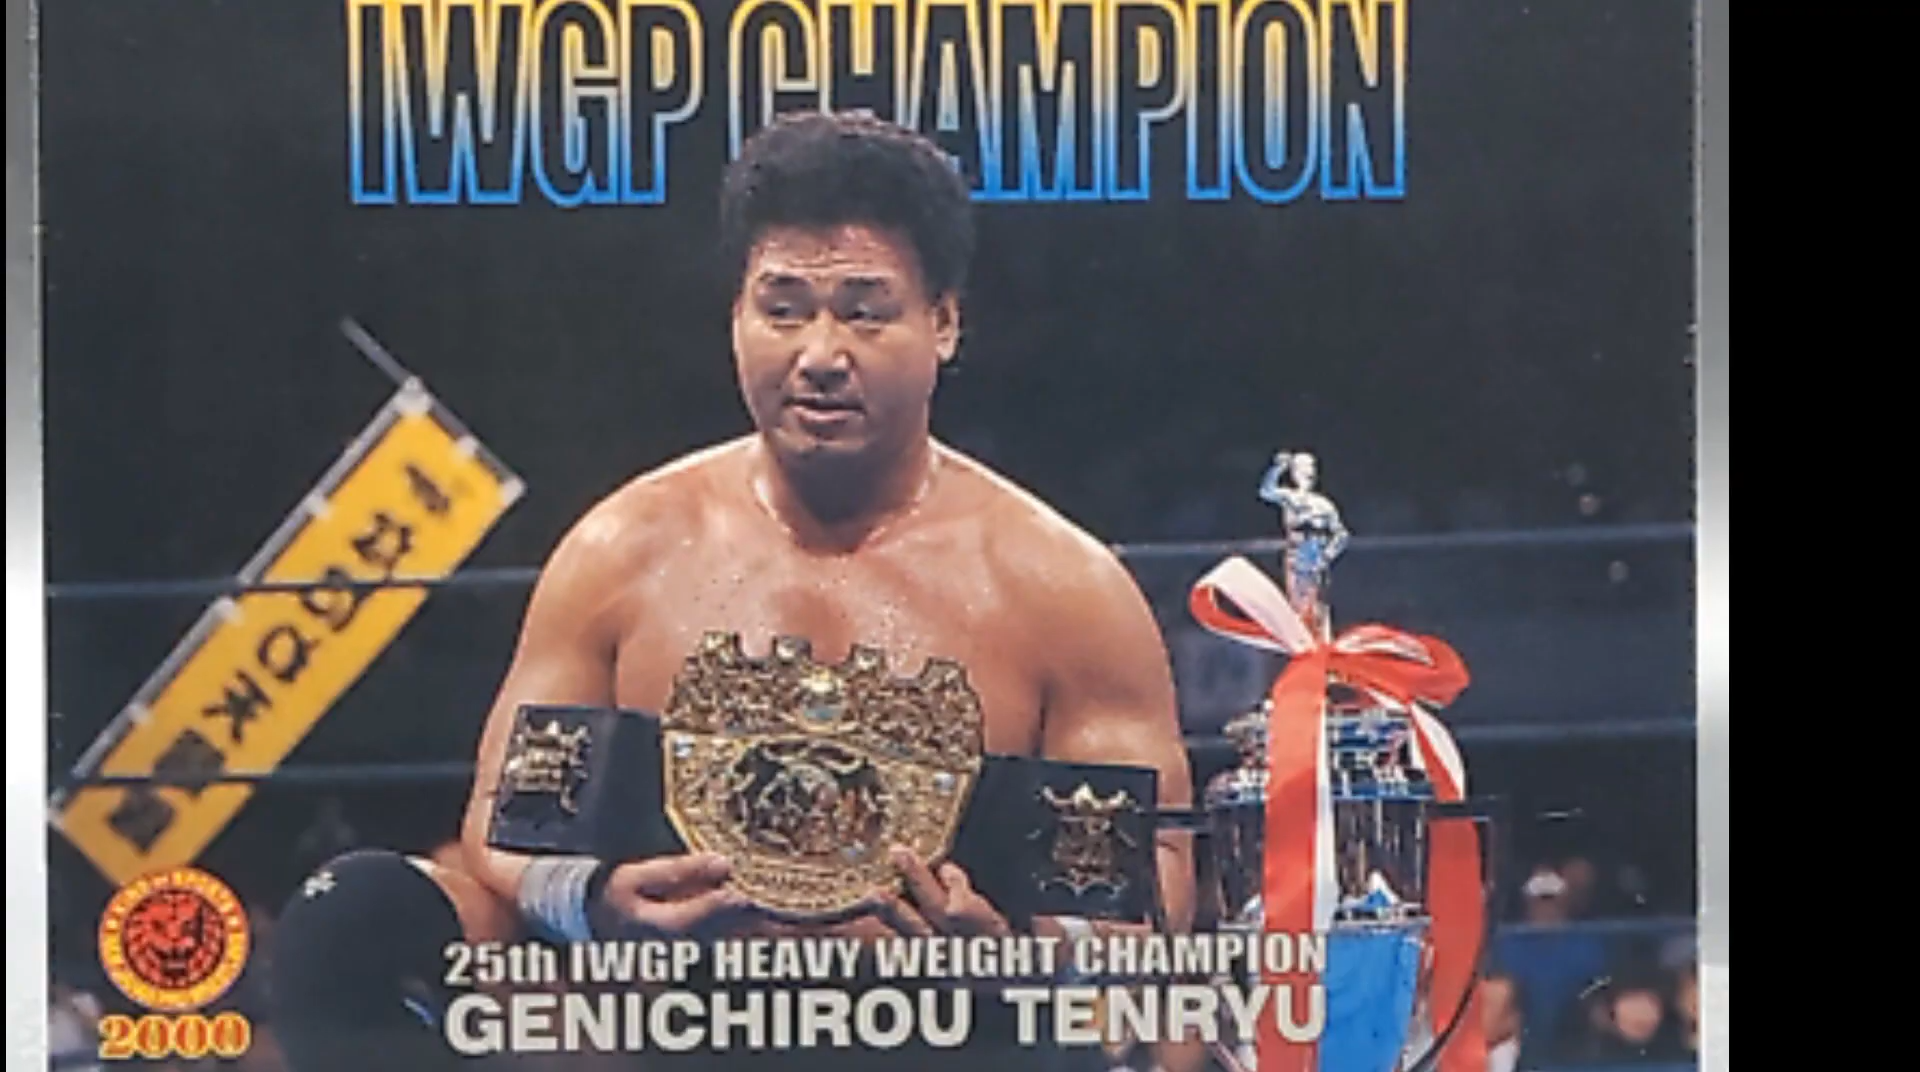 IWGP CHAMPION
25th IWGP HEAVY WEIGHT CHAMPION
GENICHIROU TENRYU
2000